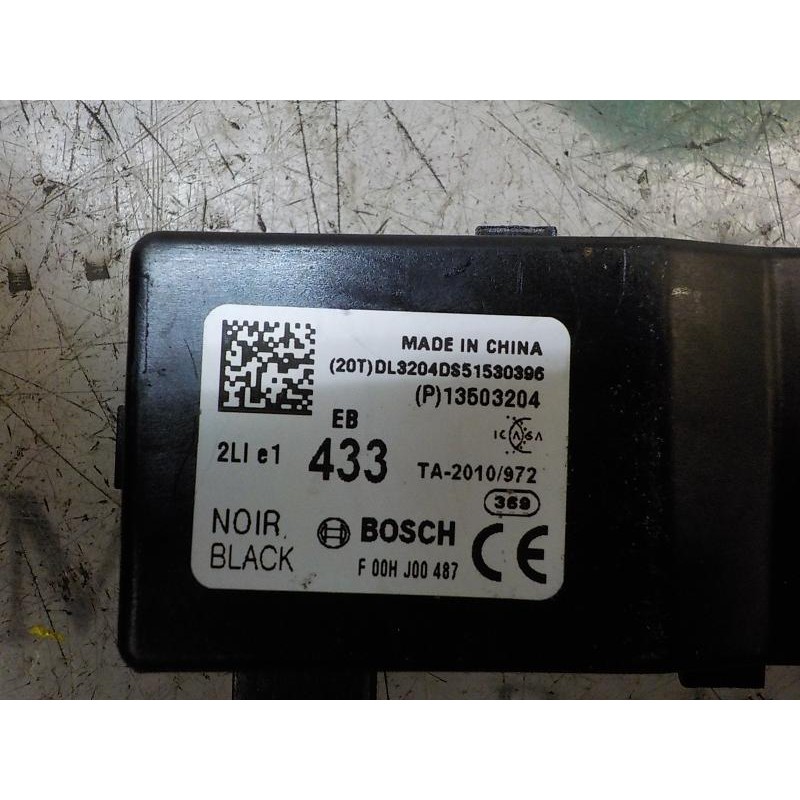 MADE IN CHINA
(20T)DL3204DS51530396
(P)13503204
EB
ICASA
2LI e1 433 TA-2010/972
369
NOIR BOSCH CE
BLACK F 00H J00 487